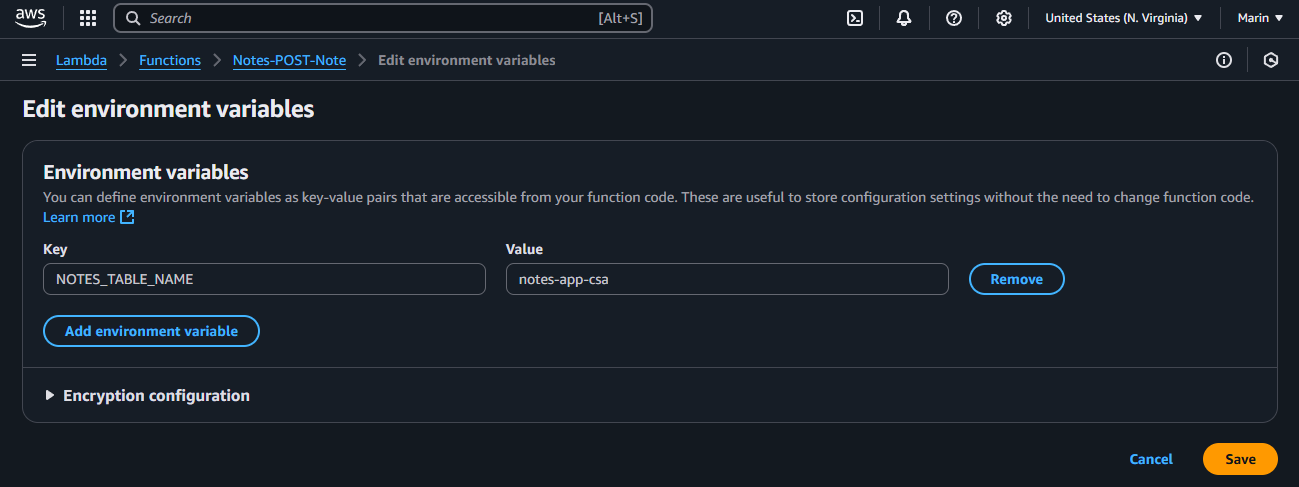 aws
Search [Alt+S] United States (N. Virginia) Marin
Lambda Functions Notes-POST-Note Edit environment variables
Edit environment variables
Environment variables
You can define environment variables as key-value pairs that are accessible from your function code. These are useful to store configuration settings without the need to change function code.
Learn more
Key Value
NOTES_TABLE_NAME notes-app-csa Remove
Add environment variable
Encryption configuration
Cancel Save